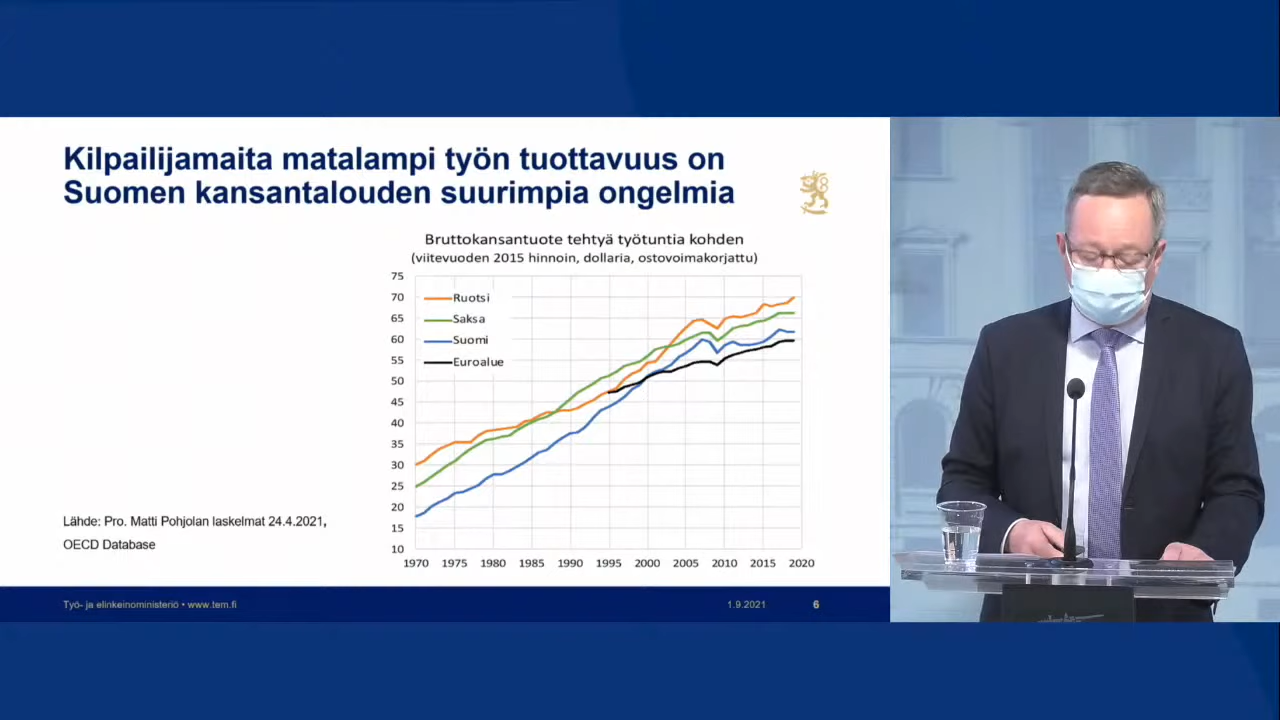 Kilpailijamaita matalampi työn tuottavuus on
Suomen kansantalouden suurimpia ongelmia
Bruttokansantuote tehtyä työtuntia kohden
(viitevuoden 2015 hinnoin, dollaria, ostovoimakorjattu)
75
70
65
60
55
50
45
40
35
30
25
20
15
10
Ruotsi
Saksa
Suomi
Euroalue
1970 1975 1980 1985 1990 1995 2000 2005 2010 2015 2020
Lähde: Pro. Matti Pohjolan laskelmat 24.4.2021,
OECD Database
Työ- ja elinkeinoministeriö • www.tem.fi 1.9.2021 6